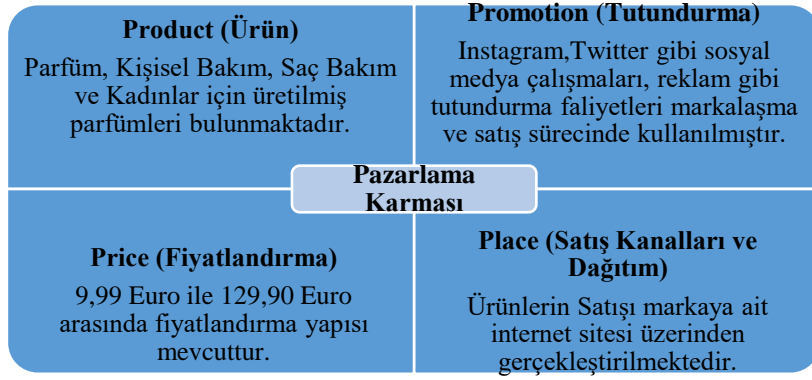 Product (Ürün)
Parfüm, Kişisel Bakım, Saç Bakım
ve Kadınlar için üretilmiş
parfümleri bulunmaktadır.
Promotion (Tutundurma)
Instagram,Twitter gibi sosyal
medya çalışmaları, reklam gibi
tutundurma faliyetleri markalaşma
ve satış sürecinde kullanılmıştır.
Pazarlama
Karması
Price (Fiyatlandırma)
9,99 Euro ile 129,90 Euro
arasında fiyatlandırma yapısı
mevcuttur.
Place (Satış Kanalları ve
Dağıtım)
Ürünlerin Satışı markaya ait
internet sitesi üzerinden
gerçekleştirilmektedir.